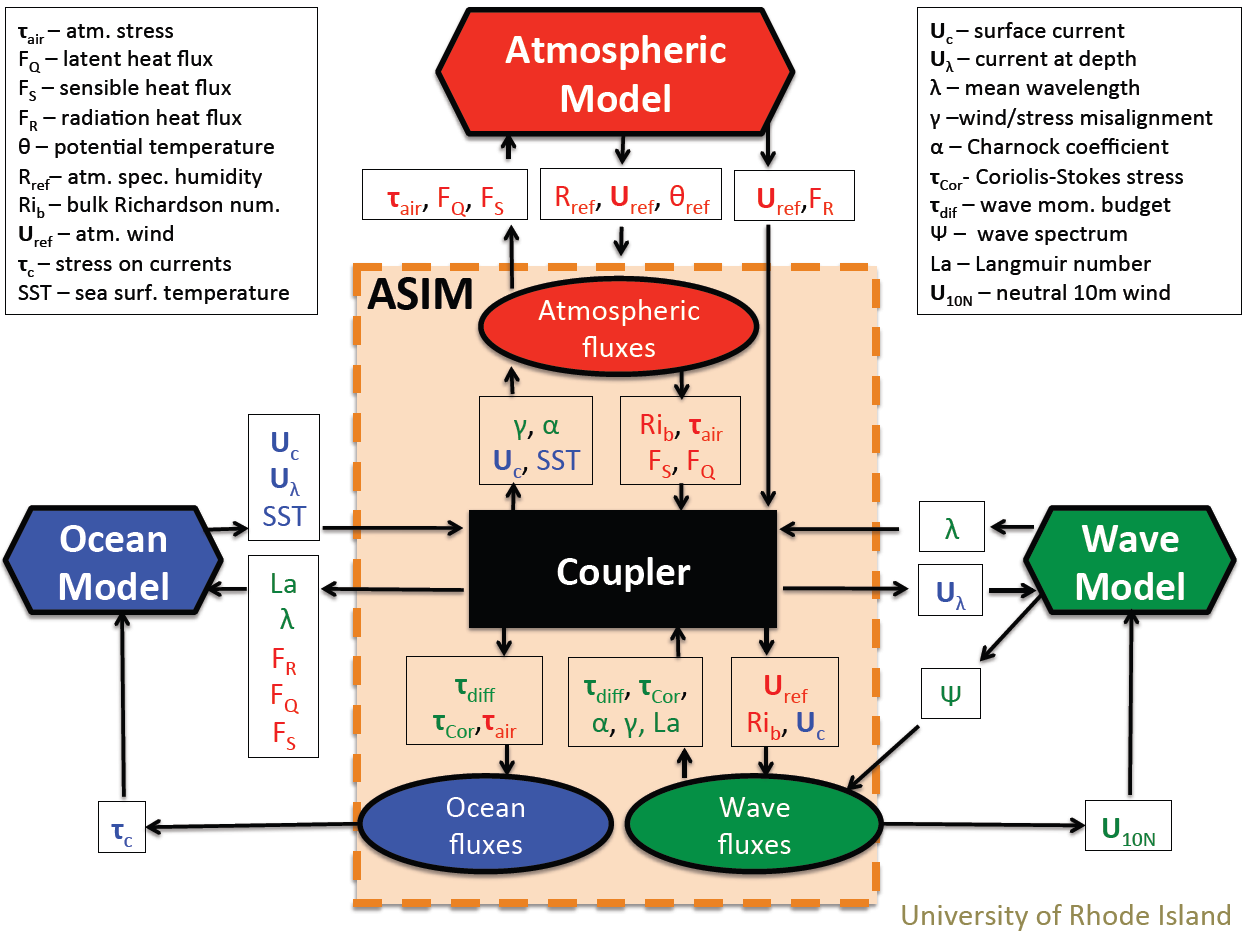 τair – atm. stress
FQ – latent heat flux
FS – sensible heat flux
FR – radiation heat flux
θ – potential temperature
Rref – atm. spec. humidity
Rib – bulk Richardson num.
Uref – atm. wind
τc – stress on currents
SST – sea surf. temperature
Atmospheric
Model
Uc – surface current
Uλ – current at depth
λ – mean wavelength
γ –wind/stress misalignment
α – Charnock coefficient
τCor- Coriolis-Stokes stress
τdif – wave mom. budget
Ψ – wave spectrum
La – Langmuir number
U10N – neutral 10m wind
τair, FQ, FS
Rref, Uref, θref
Uref,FR
ASIM
Atmospheric
fluxes
γ, α
Uc, SST
Rib, τair
FS, FQ
Uc
Uλ
SST
Ocean
Model
La
λ
FR
FQ
FS
Coupler
λ
Uλ
Wave
Model
Ψ
τdiff
τCor,τair
τdiff, τCor,
α, γ, La
Uref
Rib, Uc
τc
Ocean
fluxes
Wave
fluxes
U10N
University of Rhode Island